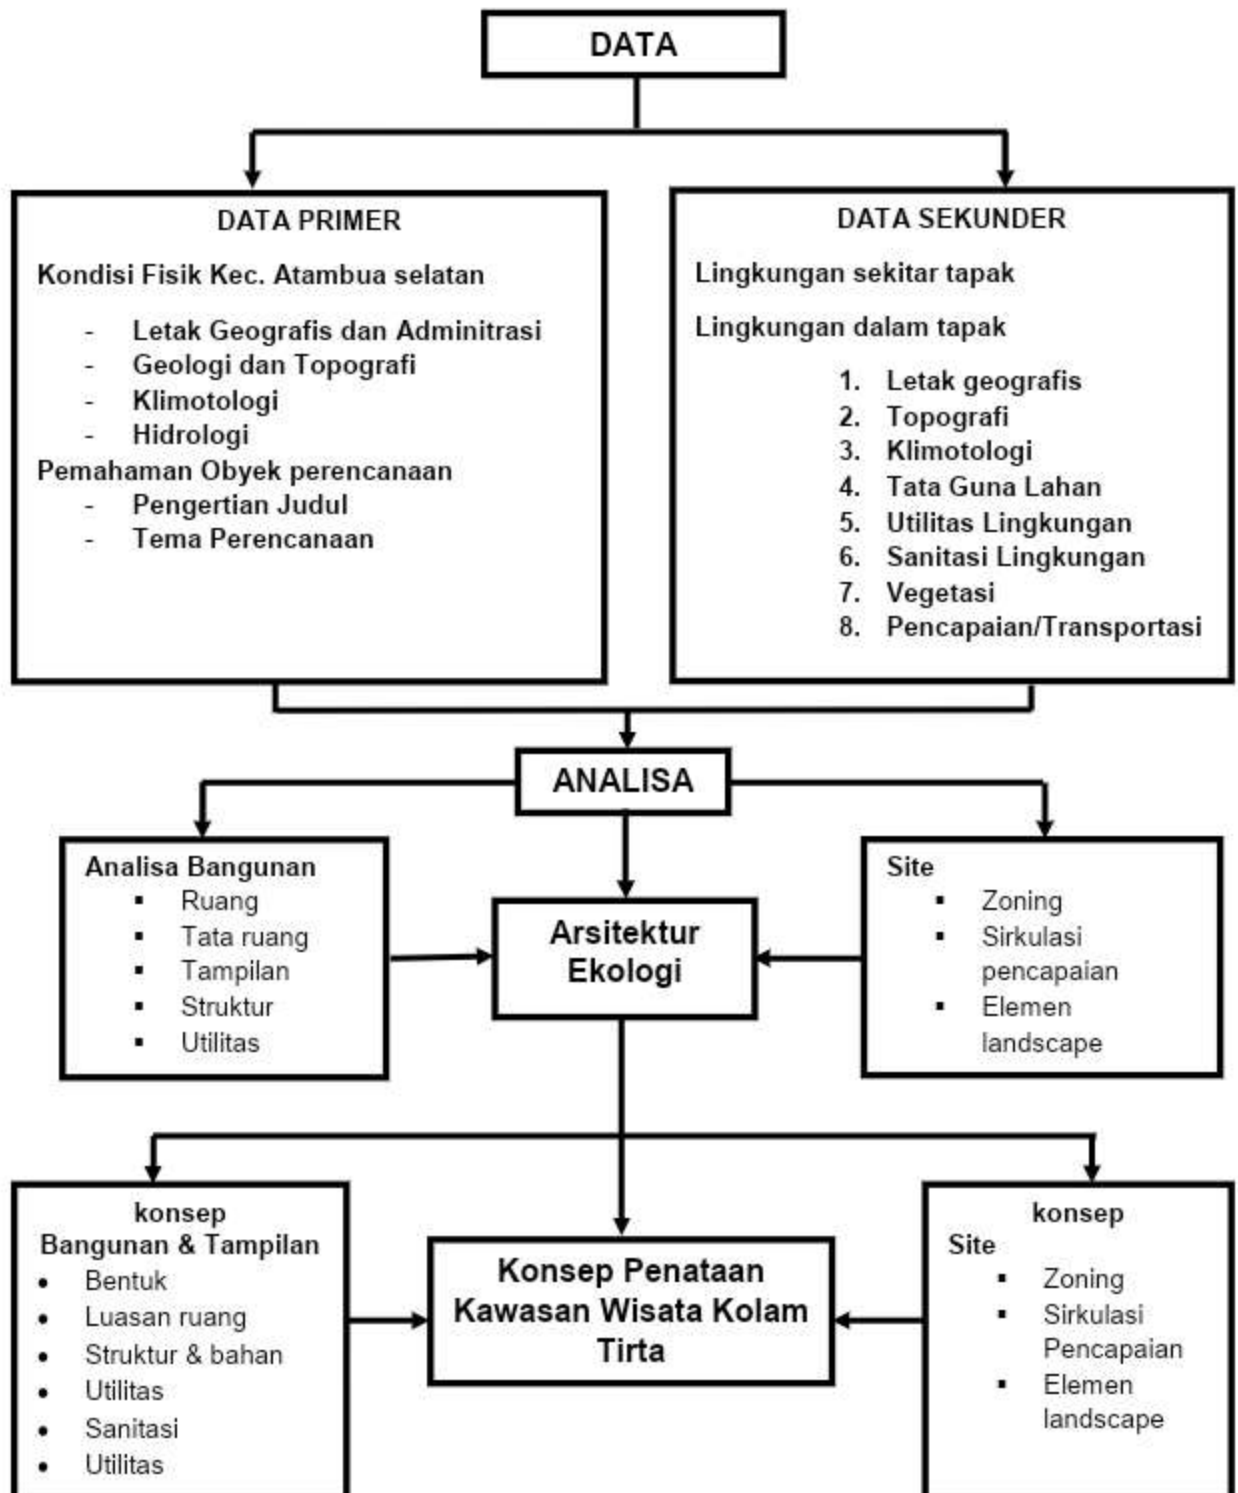 DATA
DATA PRIMER
Kondisi Fisik Kec. Atambua selatan
- Letak Geografis dan Adminitrasi
- Geologi dan Topografi
- Klimotologi
- Hidrologi
Pemahaman Obyek perencanaan
- Pengertian Judul
- Tema Perencanaan
DATA SEKUNDER
Lingkungan sekitar tapak
Lingkungan dalam tapak
1. Letak geografis
2. Topografi
3. Klimotologi
4. Tata Guna Lahan
5. Utilitas Lingkungan
6. Sanitasi Lingkungan
7. Vegetasi
8. Pencapaian/Transportasi
ANALISA
Analisa Bangunan
▪ Ruang
▪ Tata ruang
▪ Tampilan
▪ Struktur
▪ Utilitas
Arsitektur
Ekologi
Site
▪ Zoning
▪ Sirkulasi
pencapaian
▪ Elemen
landscape
konsep
Bangunan & Tampilan
• Bentuk
• Luasan ruang
• Struktur & bahan
• Utilitas
• Sanitasi
• Utilitas
Konsep Penataan
Kawasan Wisata Kolam
Tirta
konsep
Site
▪ Zoning
▪ Sirkulasi
Pencapaian
▪ Elemen
landscape